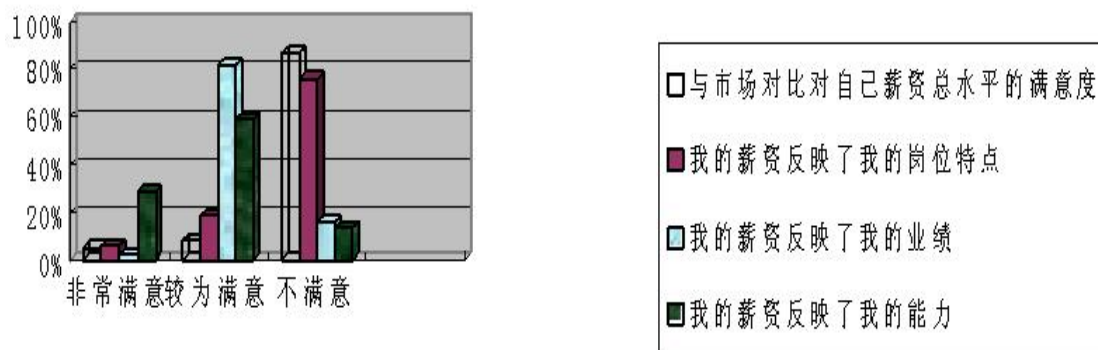 100%
80%
60%
40%
20%
0%
非常满意 较为满意 不满意
与市场对比对自己薪资总水平的满意度
我的薪资反映了我的岗位特点
我的薪资反映了我的业绩
我的薪资反映了我的能力